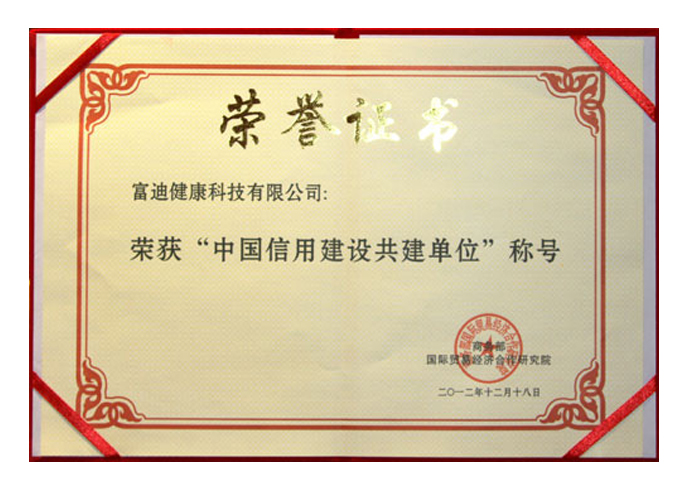 荣誉证书
富迪健康科技有限公司:
荣获“中国信用建设共建单位”称号
商务部
国际贸易经济合作研究院
二〇一二年十二月十八日